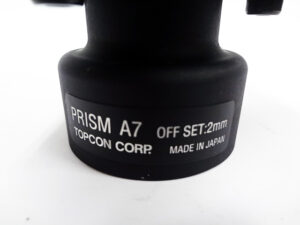 PRISM A7 OFF SET:2mm
TOPCON CORP. MADE IN JAPAN